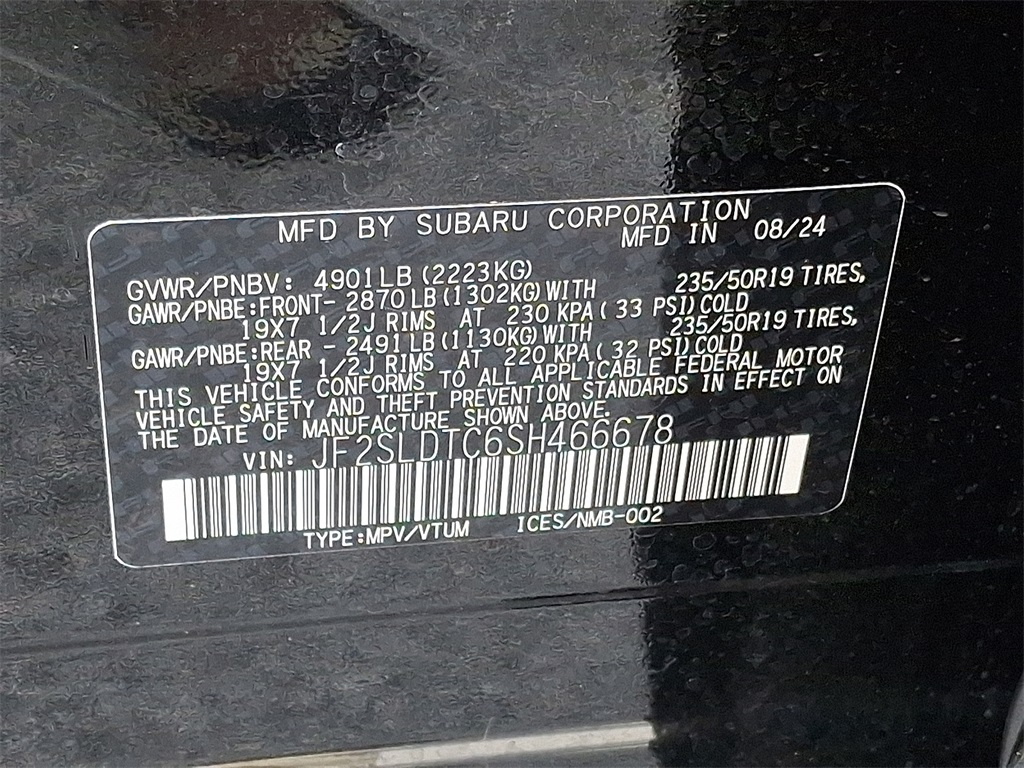 MFD BY SUBARU CORPORATION
MFD IN 08/24
GVWR/PNBV: 4901LB (2223KG)
GAWR/PNBE:FRONT- 2870LB (1302KG) WITH 235/50R19 TIRES,
19X7 1/2J RIMS AT 230 KPA( 33 PSI) COLD
GAWR/PNBE:REAR - 2491LB (1130KG) WITH 235/50R19 TIRES,
19X7 1/2J RIMS AT 220 KPA( 32 PSI) COLD
THIS VEHICLE CONFORMS TO ALL APPLICABLE FEDERAL MOTOR
VEHICLE SAFETY AND THEFT PREVENTION STANDARDS IN EFFECT ON
THE DATE OF MANUFACTURE SHOWN ABOVE.
VIN: JF2SLDTC6SH466678
TYPE:MPV/VTUM ICES/NMB-002